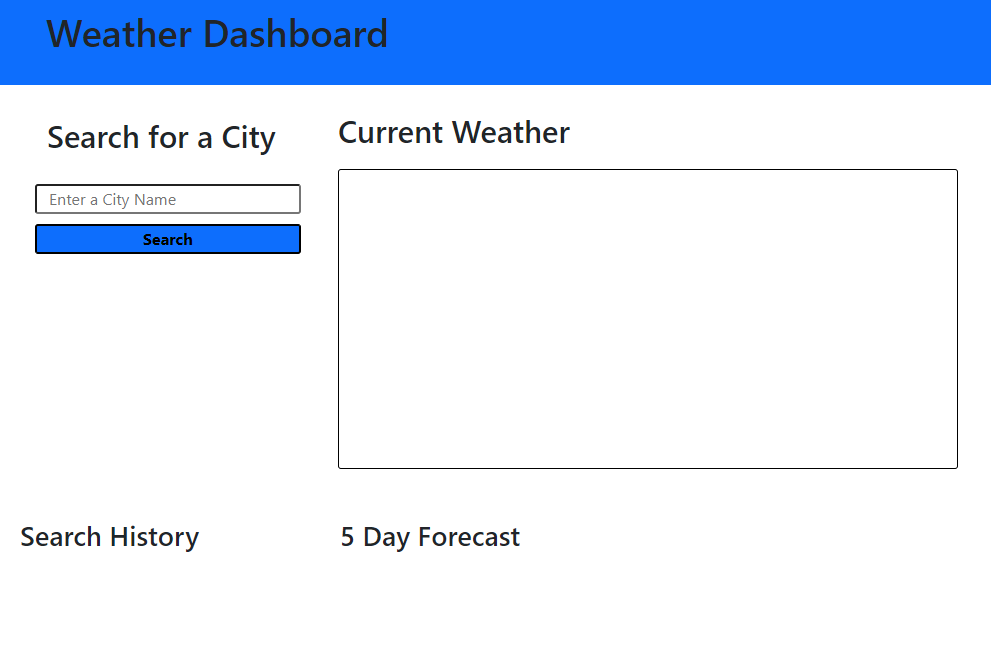 Weather Dashboard
Search for a City
Enter a City Name
Search
Current Weather
Search History
5 Day Forecast